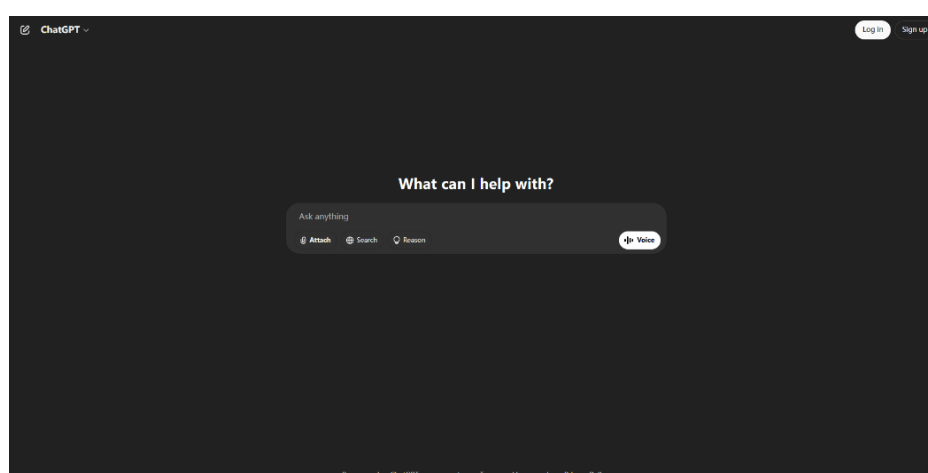 ChatGPT
Log in
Sign up
What can I help with?
Ask anything
Attach
Search
Reason
Voice